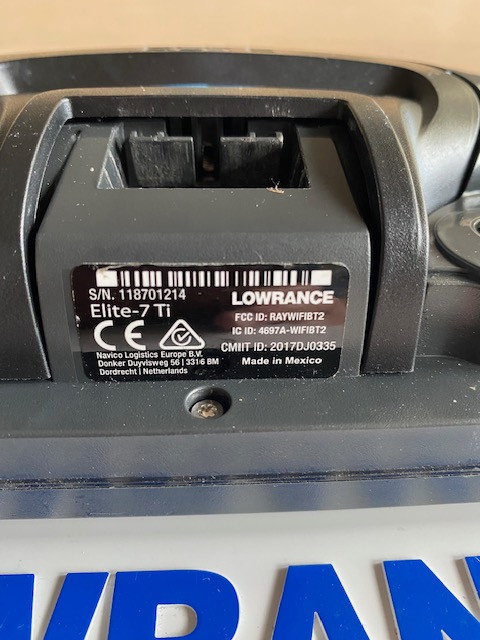 S/N. 118701214
LOWRANCE
Elite-7 Ti
FCC ID: RAYWIFIBT2
IC ID: 4697A-WIFIBT2
CE
CMIIT ID: 2017DJ0335
Navico Logistics Europe B.V.
Donker Duyvisweg 56 | 3316 BM
Dordrecht | Netherlands
Made in Mexico
WRAN